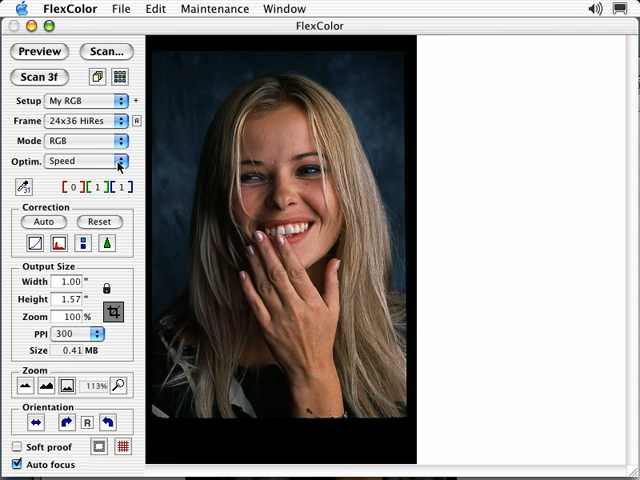 FlexColor File Edit Maintenance Window
FlexColor
Preview Scan...
Scan 3f
Setup My RGB +
Frame 24x36 HiRes R
Mode RGB
Optim. Speed
31 [0] [1] [1]
Correction
Auto Reset
Output Size
Width 1.00 "
Height 1.57 "
Zoom 100 %
PPI 300
Size 0.41 MB
Zoom
113%
Orientation
R
Soft proof
Auto focus